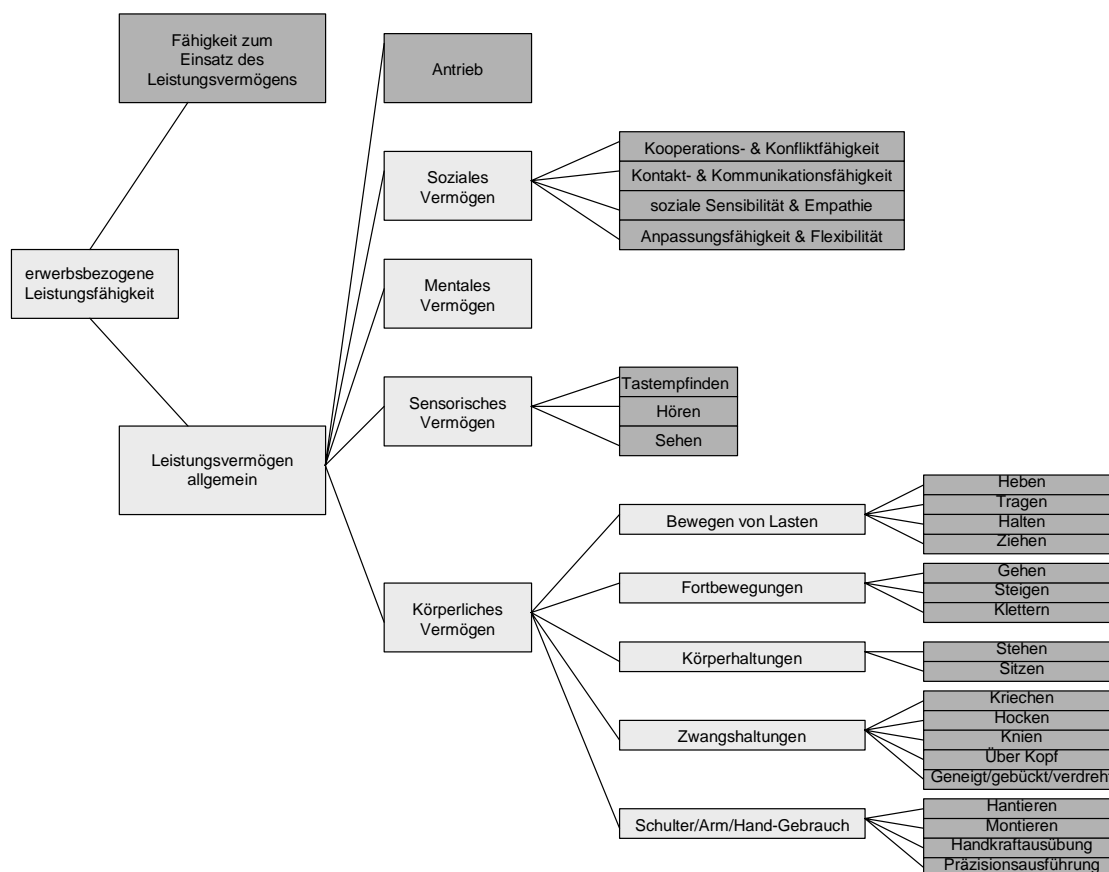 Fähigkeit zum
Einsatz des
Leistungsvermögens
Antrieb
Soziales
Vermögen
Kooperations- & Konfliktfähigkeit
Kontakt- & Kommunikationsfähigkeit
soziale Sensibilität & Empathie
Anpassungsfähigkeit & Flexibilität
erwerbsbezogene
Leistungsfähigkeit
Mentales
Vermögen
Sensorisches
Vermögen
Tastempfinden
Hören
Sehen
Leistungsvermögen
allgemein
Körperliches
Vermögen
Bewegen von Lasten
Heben
Tragen
Halten
Ziehen
Fortbewegungen
Gehen
Steigen
Klettern
Körperhaltungen
Stehen
Sitzen
Zwangshaltungen
Kriechen
Hocken
Knien
Über Kopf
Geneigt/gebückt/verdreht
Schulter/Arm/Hand-Gebrauch
Hantieren
Montieren
Handkraftausübung
Präzisionsausführung